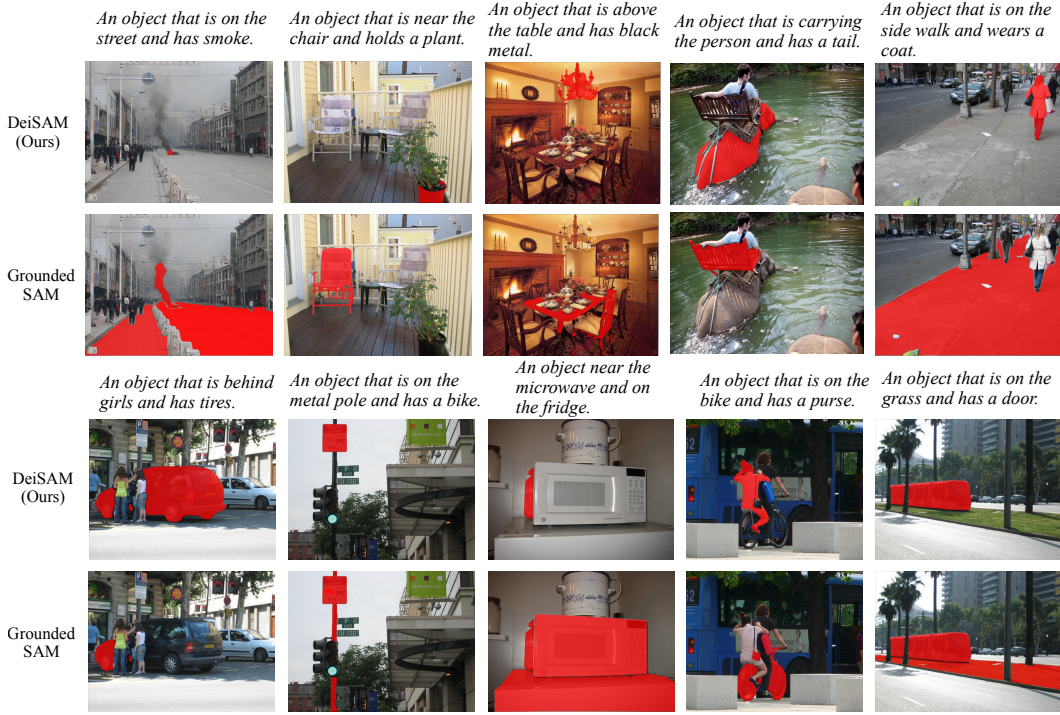 An object that is on the
street and has smoke.
An object that is near the
chair and holds a plant.
An object that is above
the table and has black
metal.
An object that is carrying
the person and has a tail.
An object that is on the
side walk and wears a
coat.
DeiSAM
(Ours)
Grounded
SAM
An object that is behind
girls and has tires.
An object that is on the
metal pole and has a bike.
An object near the
microwave and on
the fridge.
An object that is on the
bike and has a purse.
An object that is on the
grass and has a door.
DeiSAM
(Ours)
Grounded
SAM